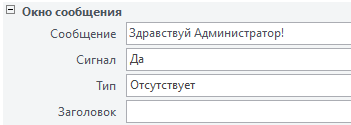 Окно сообщения
Сообщение Здравствуй Администратор!
Сигнал Да
Тип Отсутствует
Заголовок